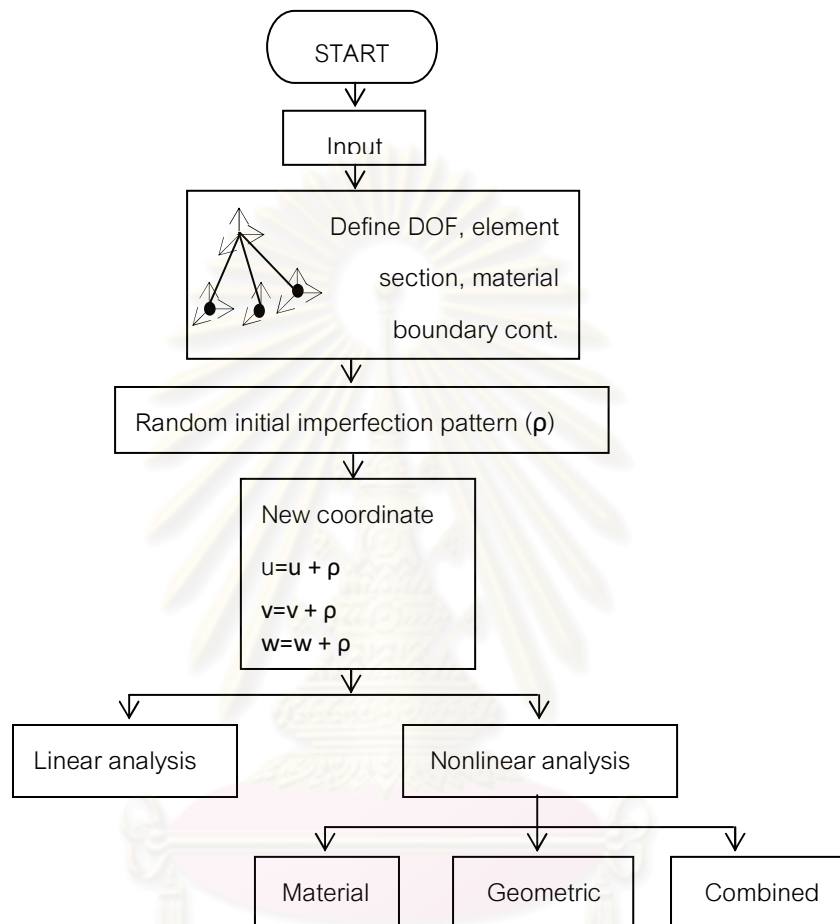 START
Input
Define DOF, element
section, material
boundary cont.
Random initial imperfection pattern (ρ)
New coordinate
u=u + ρ
v=v + ρ
w=w + ρ
Linear analysis
Nonlinear analysis
Material
Geometric
Combined